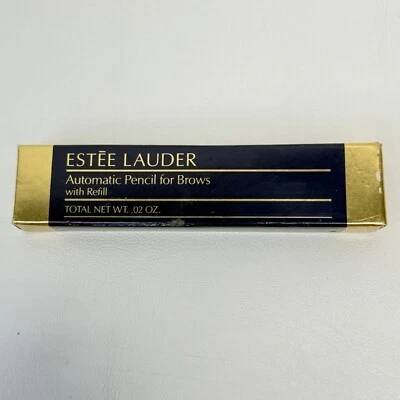 ESTĒE LAUDER
Automatic Pencil for Brows
with Refill
TOTAL NET WT. .02 OZ.